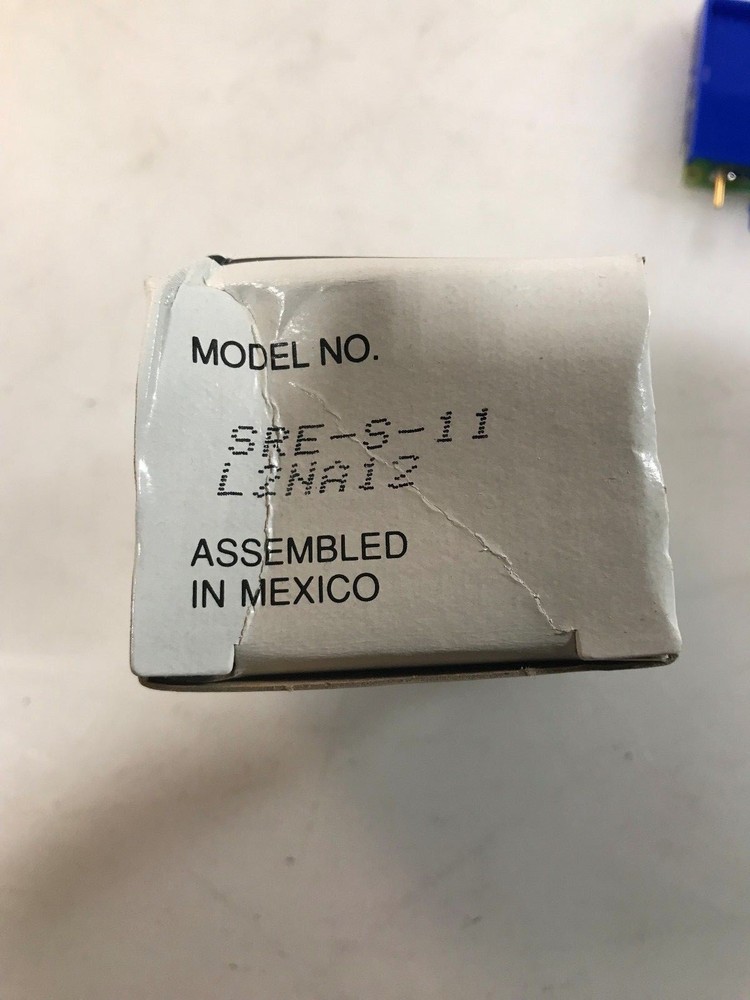 MODEL NO.
SRE-S-11
L2NA12
ASSEMBLED
IN MEXICO